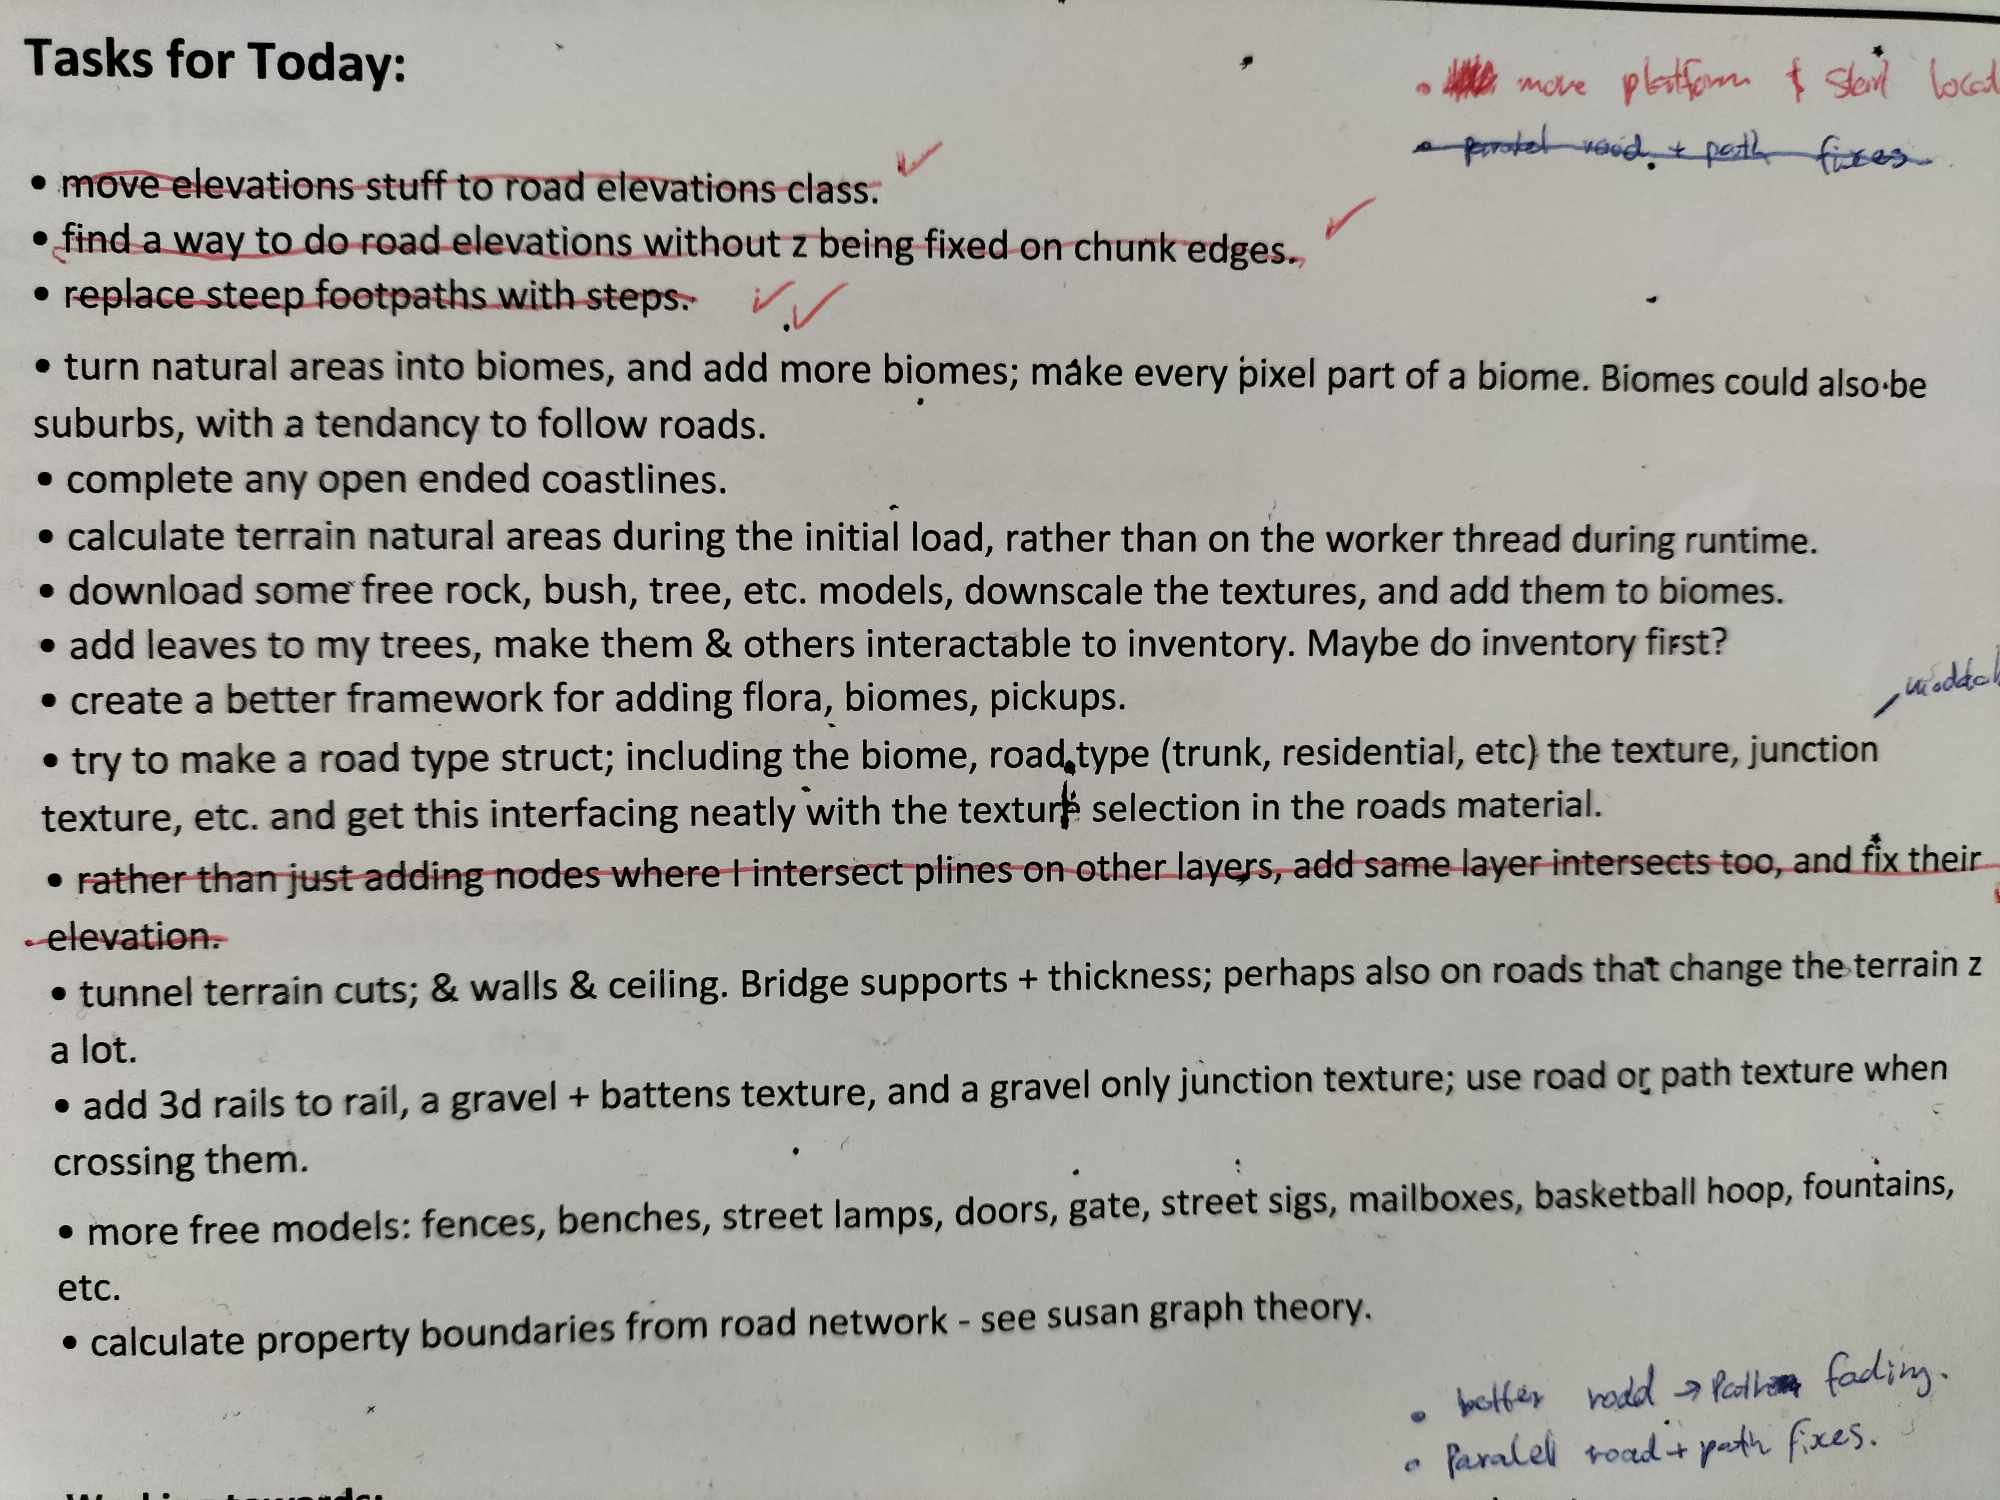 Tasks for Today:
• move platform & start
• Paralel road + path fixes.
• move elevations stuff to road elevations class.
• find a way to do road elevations without z being fixed on chunk edges.
• replace steep footpaths with steps.
• turn natural areas into biomes, and add more biomes; make every pixel part of a biome. Biomes could also be
suburbs, with a tendancy to follow roads.
• complete any open ended coastlines.
• calculate terrain natural areas during the initial load, rather than on the worker thread during runtime.
• download some free rock, bush, tree, etc. models, downscale the textures, and add them to biomes.
• add leaves to my trees, make them & others interactable to inventory. Maybe do inventory first?
• create a better framework for adding flora, biomes, pickups.
• try to make a road type struct; including the biome, road type (trunk, residential, etc) the texture, junction
texture, etc. and get this interfacing neatly with the texture selection in the roads material.
• rather than just adding nodes where I intersect plines on other layers, add same layer intersects too, and fix their
elevation.
• tunnel terrain cuts; & walls & ceiling. Bridge supports + thickness; perhaps also on roads that change the terrain z
a lot.
• add 3d rails to rail, a gravel + battens texture, and a gravel only junction texture; use road or path texture when
crossing them.
• more free models: fences, benches, street lamps, doors, gate, street sigs, mailboxes, basketball hoop, fountains,
etc.
• calculate property boundaries from road network - see susan graph theory.
• better road → Path fading.
• Paralel road + path fixes.